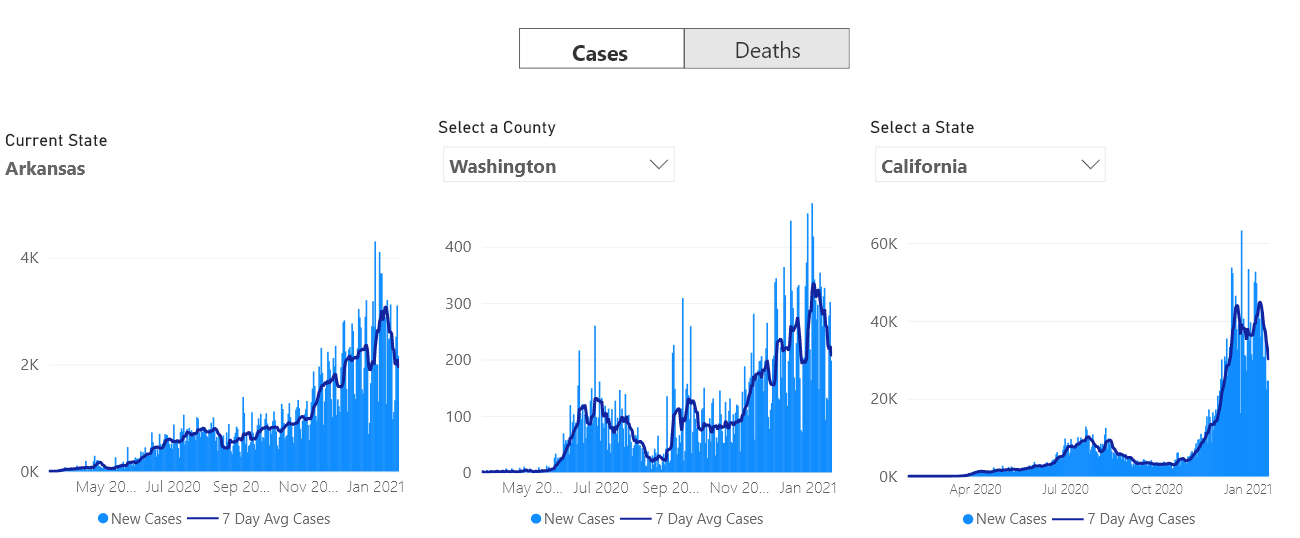 Cases
Deaths
Current State
Arkansas
4K
2K
0K
May 20...
Jul 2020
Sep 20...
Nov 20...
Jan 2021
New Cases
7 Day Avg Cases
Select a County
Washington
400
300
200
100
0
May 20...
Jul 2020
Sep 20...
Nov 20...
Jan 2021
New Cases
7 Day Avg Cases
Select a State
California
60K
40K
20K
0K
Apr 2020
Jul 2020
Oct 2020
Jan 2021
New Cases
7 Day Avg Cases